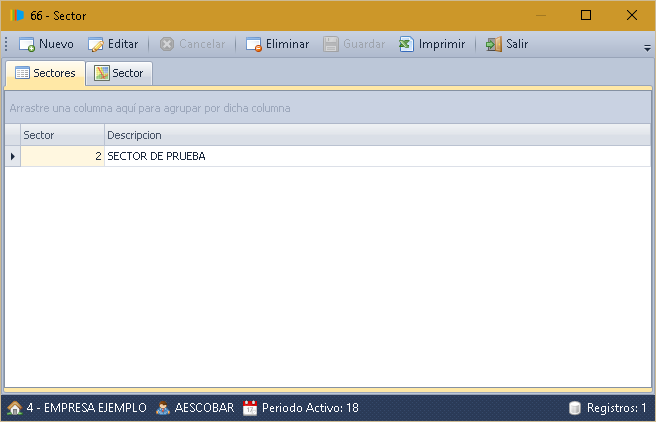 66 - Sector
Nuevo Editar Cancelar Eliminar Guardar Imprimir Salir
Sectores Sector
Arrastre una columna aquí para agrupar por dicha columna
Sector Descripcion
2 SECTOR DE PRUEBA
4 - EMPRESA EJEMPLO AESCOBAR Periodo Activo: 18 Registros: 1